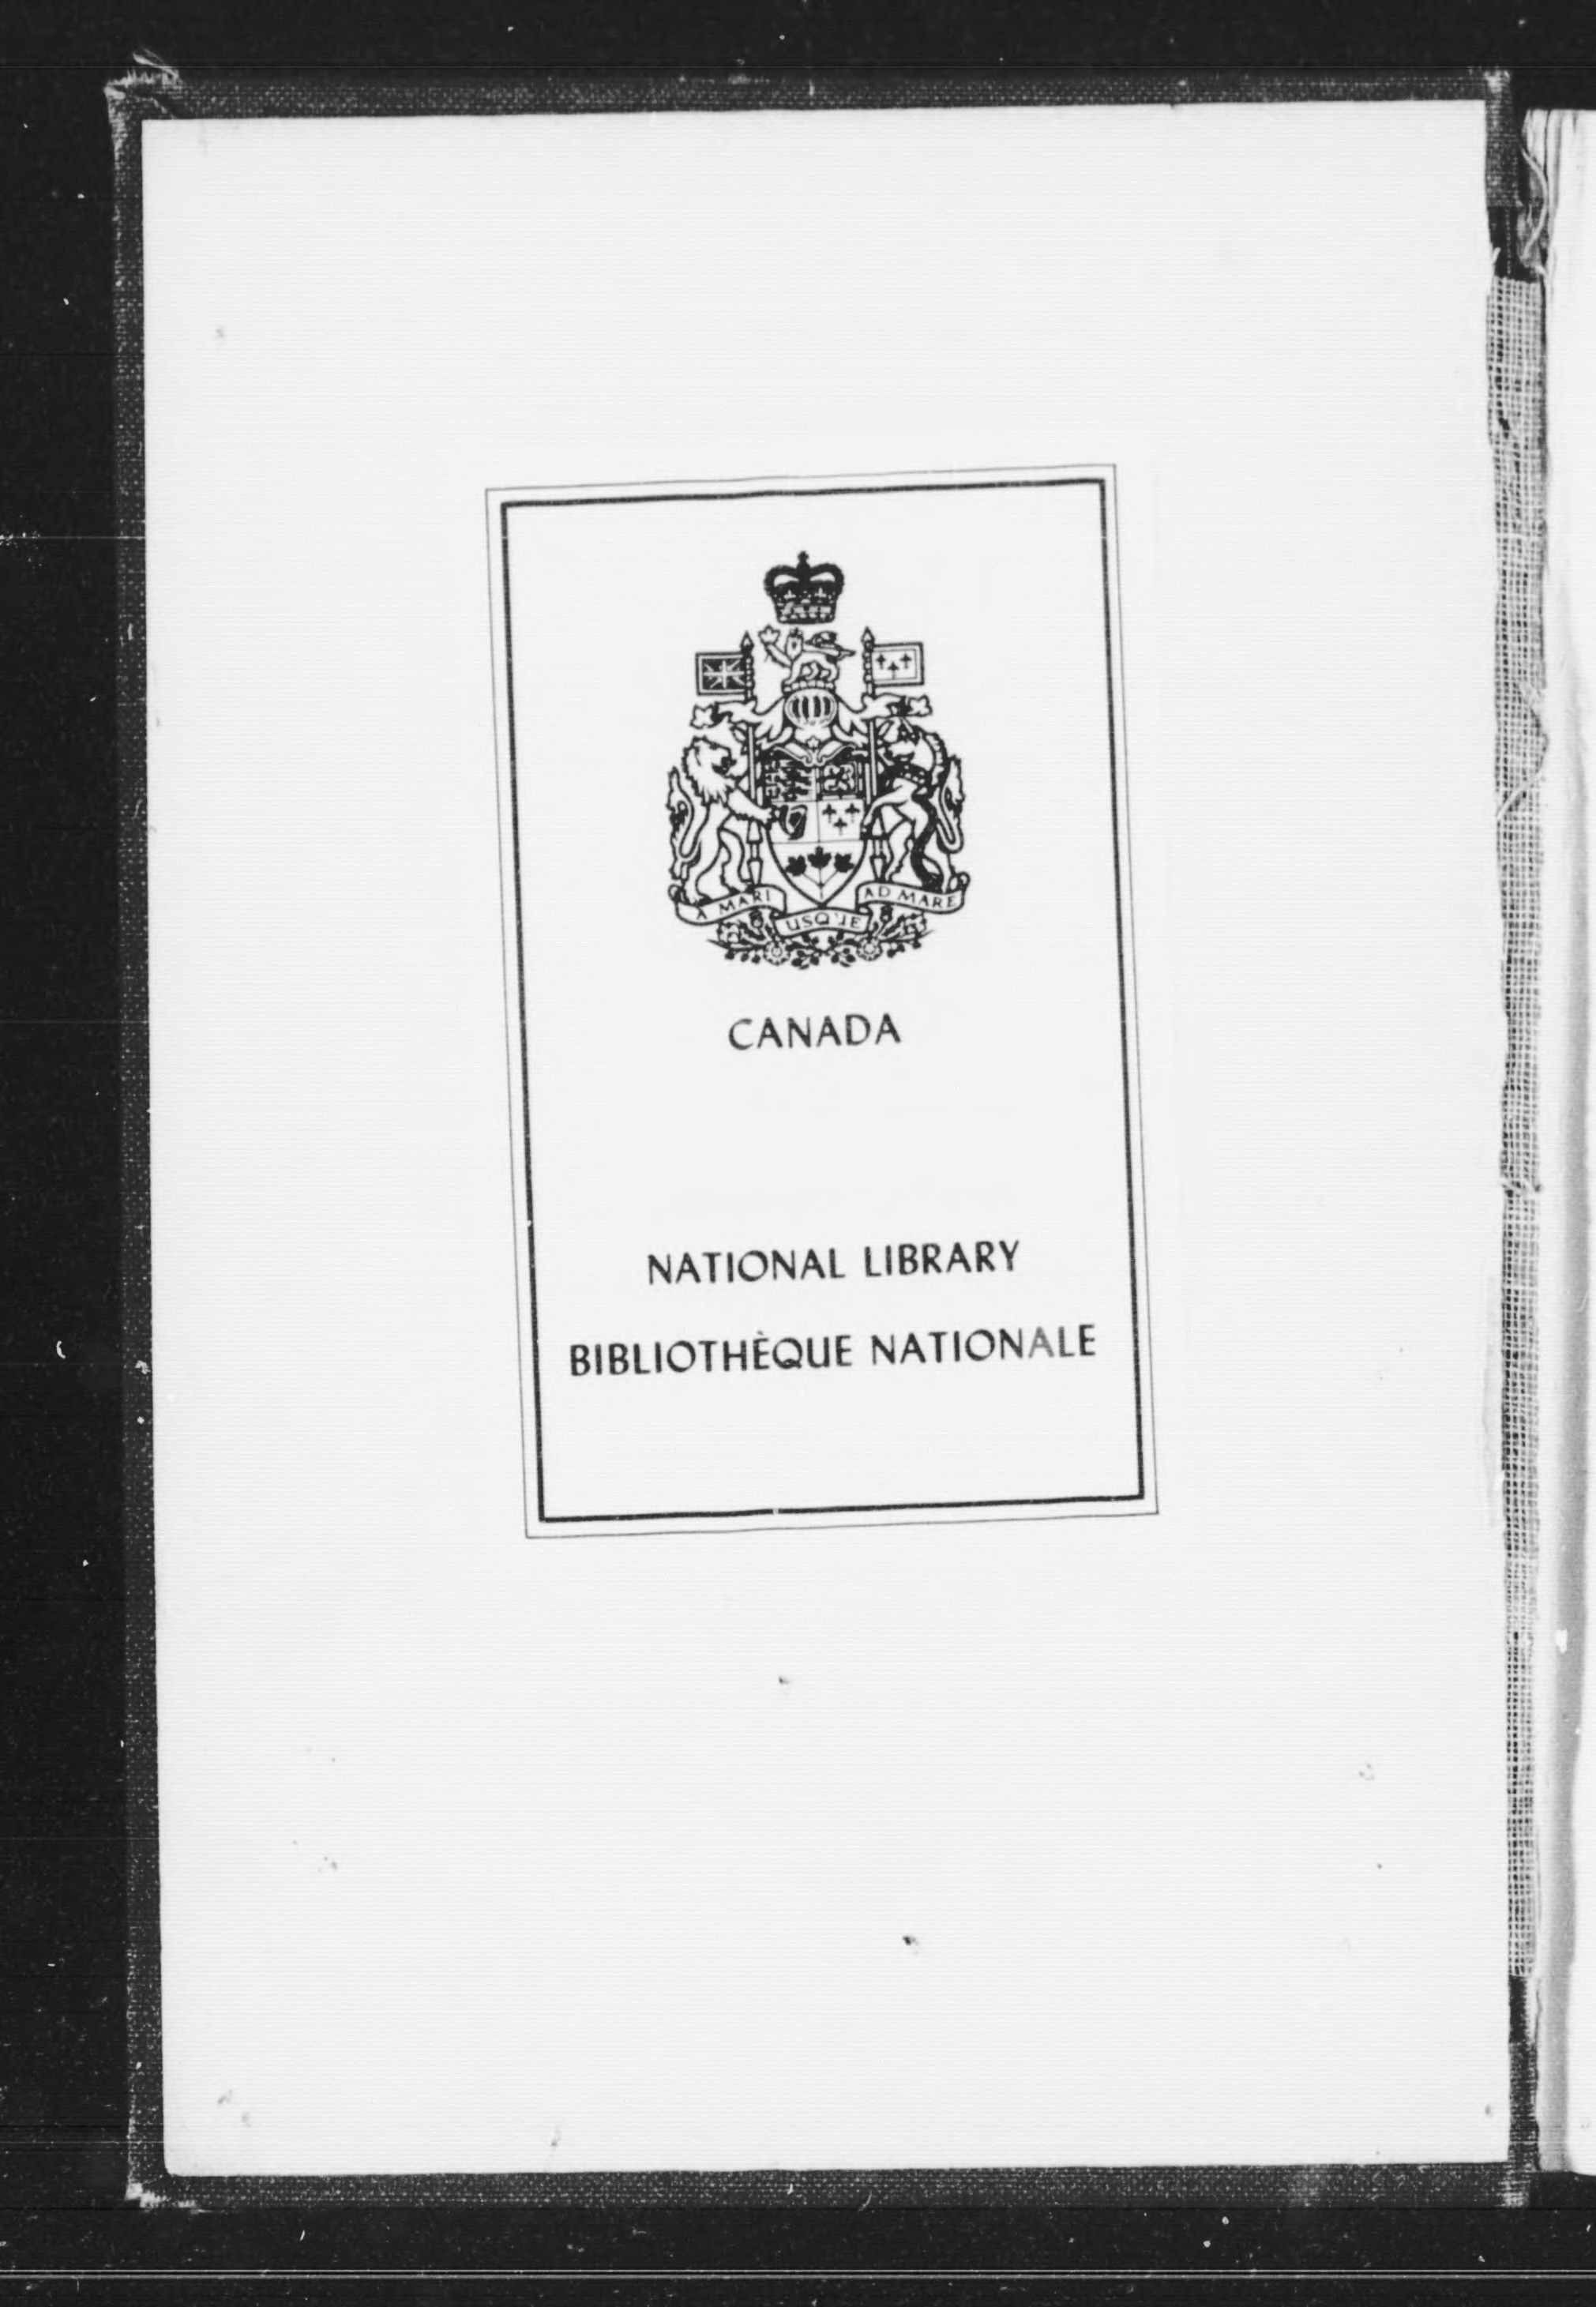 A MARI USQUE AD MARE
CANADA
NATIONAL LIBRARY
BIBLIOTHÈQUE NATIONALE